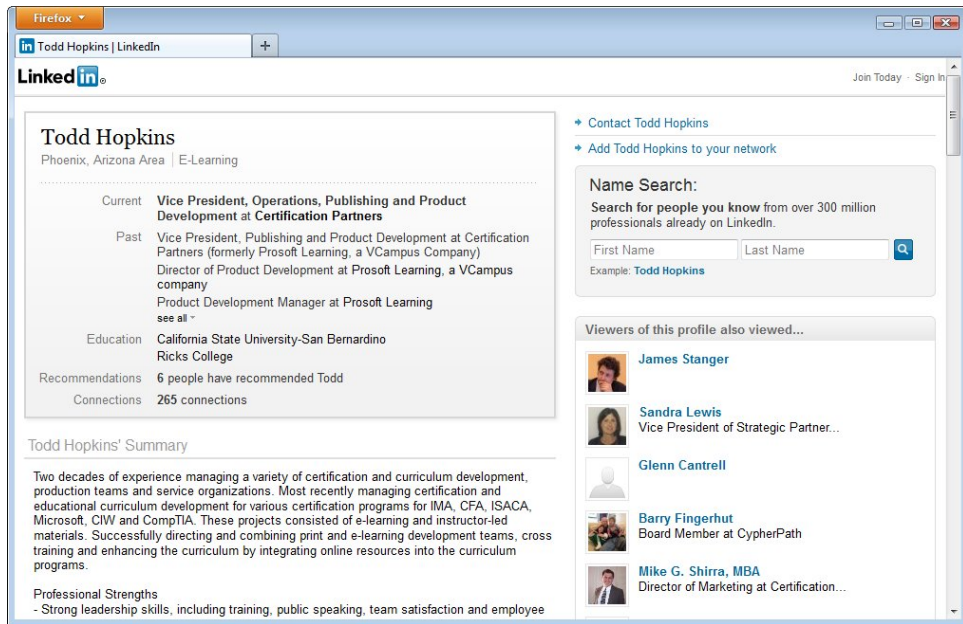 Firefox
Todd Hopkins | LinkedIn
+
Linked in®
Join Today · Sign In
Todd Hopkins
Phoenix, Arizona Area | E-Learning
Current Vice President, Operations, Publishing and Product
Development at Certification Partners
Past Vice President, Publishing and Product Development at Certification
Partners (formerly Prosoft Learning, a VCampus Company)
Director of Product Development at Prosoft Learning, a VCampus
company
Product Development Manager at Prosoft Learning
see all
Education California State University-San Bernardino
Ricks College
Recommendations 6 people have recommended Todd
Connections 265 connections
Todd Hopkins' Summary
Two decades of experience managing a variety of certification and curriculum development,
production teams and service organizations. Most recently managing certification and
educational curriculum development for various certification programs for IMA, CFA, ISACA,
Microsoft, CIW and CompTIA. These projects consisted of e-learning and instructor-led
materials. Successfully directing and combining print and e-learning development teams, cross
training and enhancing the curriculum by integrating online resources into the curriculum
programs.
Professional Strengths
- Strong leadership skills, including training, public speaking, team satisfaction and employee
Contact Todd Hopkins
Add Todd Hopkins to your network
Name Search:
Search for people you know from over 300 million
professionals already on LinkedIn.
First Name Last Name
Example: Todd Hopkins
Viewers of this profile also viewed...
James Stanger
Sandra Lewis
Vice President of Strategic Partner...
Glenn Cantrell
Barry Fingerhut
Board Member at CypherPath
Mike G. Shirra, MBA
Director of Marketing at Certification...